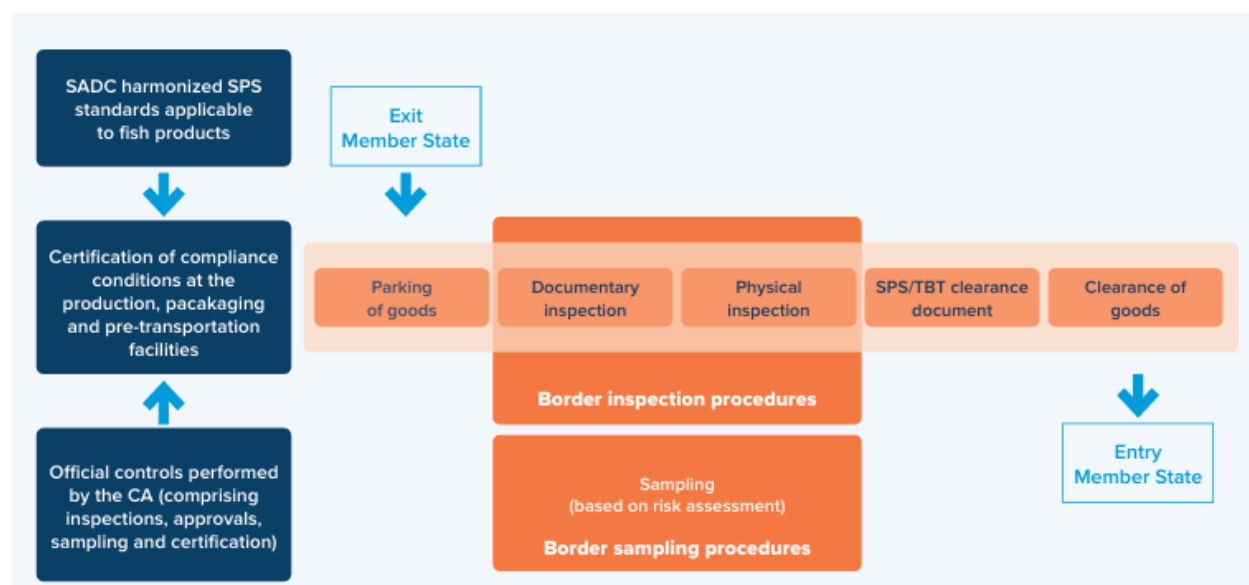 SADC harmonized SPS
standards applicable
to fish products
Certification of compliance
conditions at the
production, pacakaging
and pre-transportation
facilities
Official controls performed
by the CA (comprising
inspections, approvals,
sampling and certification)
Exit
Member State
Parking
of goods
Documentary
inspection
Physical
inspection
SPS/TBT clearance
document
Clearance of
goods
Border inspection procedures
Sampling
(based on risk assessment)
Border sampling procedures
Entry
Member State